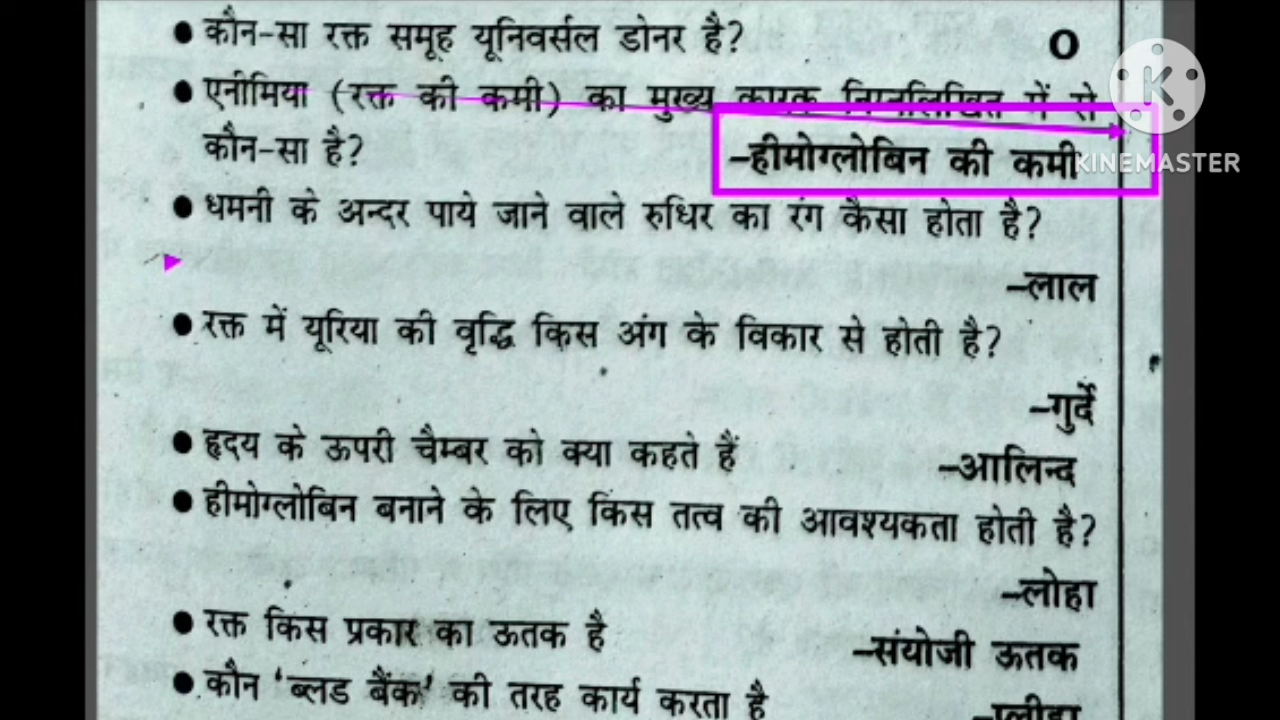 ● कौन-सा रक्त समूह यूनिवर्सल डोनर है? O
● एनीमिया (रक्त की कमी) का मुख्य कारक निम्नलिखित में से
कौन-सा है? –हीमोग्लोबिन की कमी
KINEMASTER
● धमनी के अन्दर पाये जाने वाले रुधिर का रंग कैसा होता है?
–लाल
● रक्त में यूरिया की वृद्धि किस अंग के विकार से होती है?
–गुर्दे
● हृदय के ऊपरी चैम्बर को क्या कहते हैं –आलिन्द
● हीमोग्लोबिन बनाने के लिए किस तत्व की आवश्यकता होती है?
–लोहा
● रक्त किस प्रकार का ऊतक है –संयोजी ऊतक
● कौन ‘ब्लड बैंक’ की तरह कार्य करता है –प्लीहा